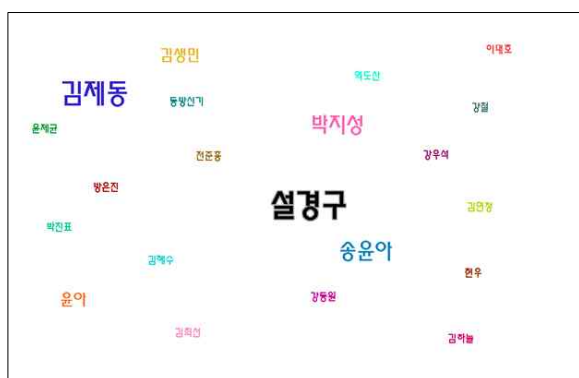 이대호
김생민
역도산
김제동
동방신기
강철
박지성
윤제균
전준홍
강우석
방은진
설경구
김연정
박진표
송윤아
김혜수
현우
윤아
강동원
김희선
김하늘